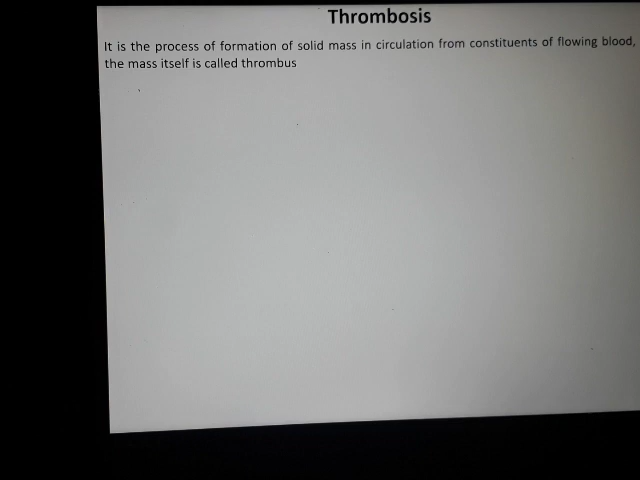 Thrombosis
It is the process of formation of solid mass in circulation from constituents of flowing blood,
the mass itself is called thrombus